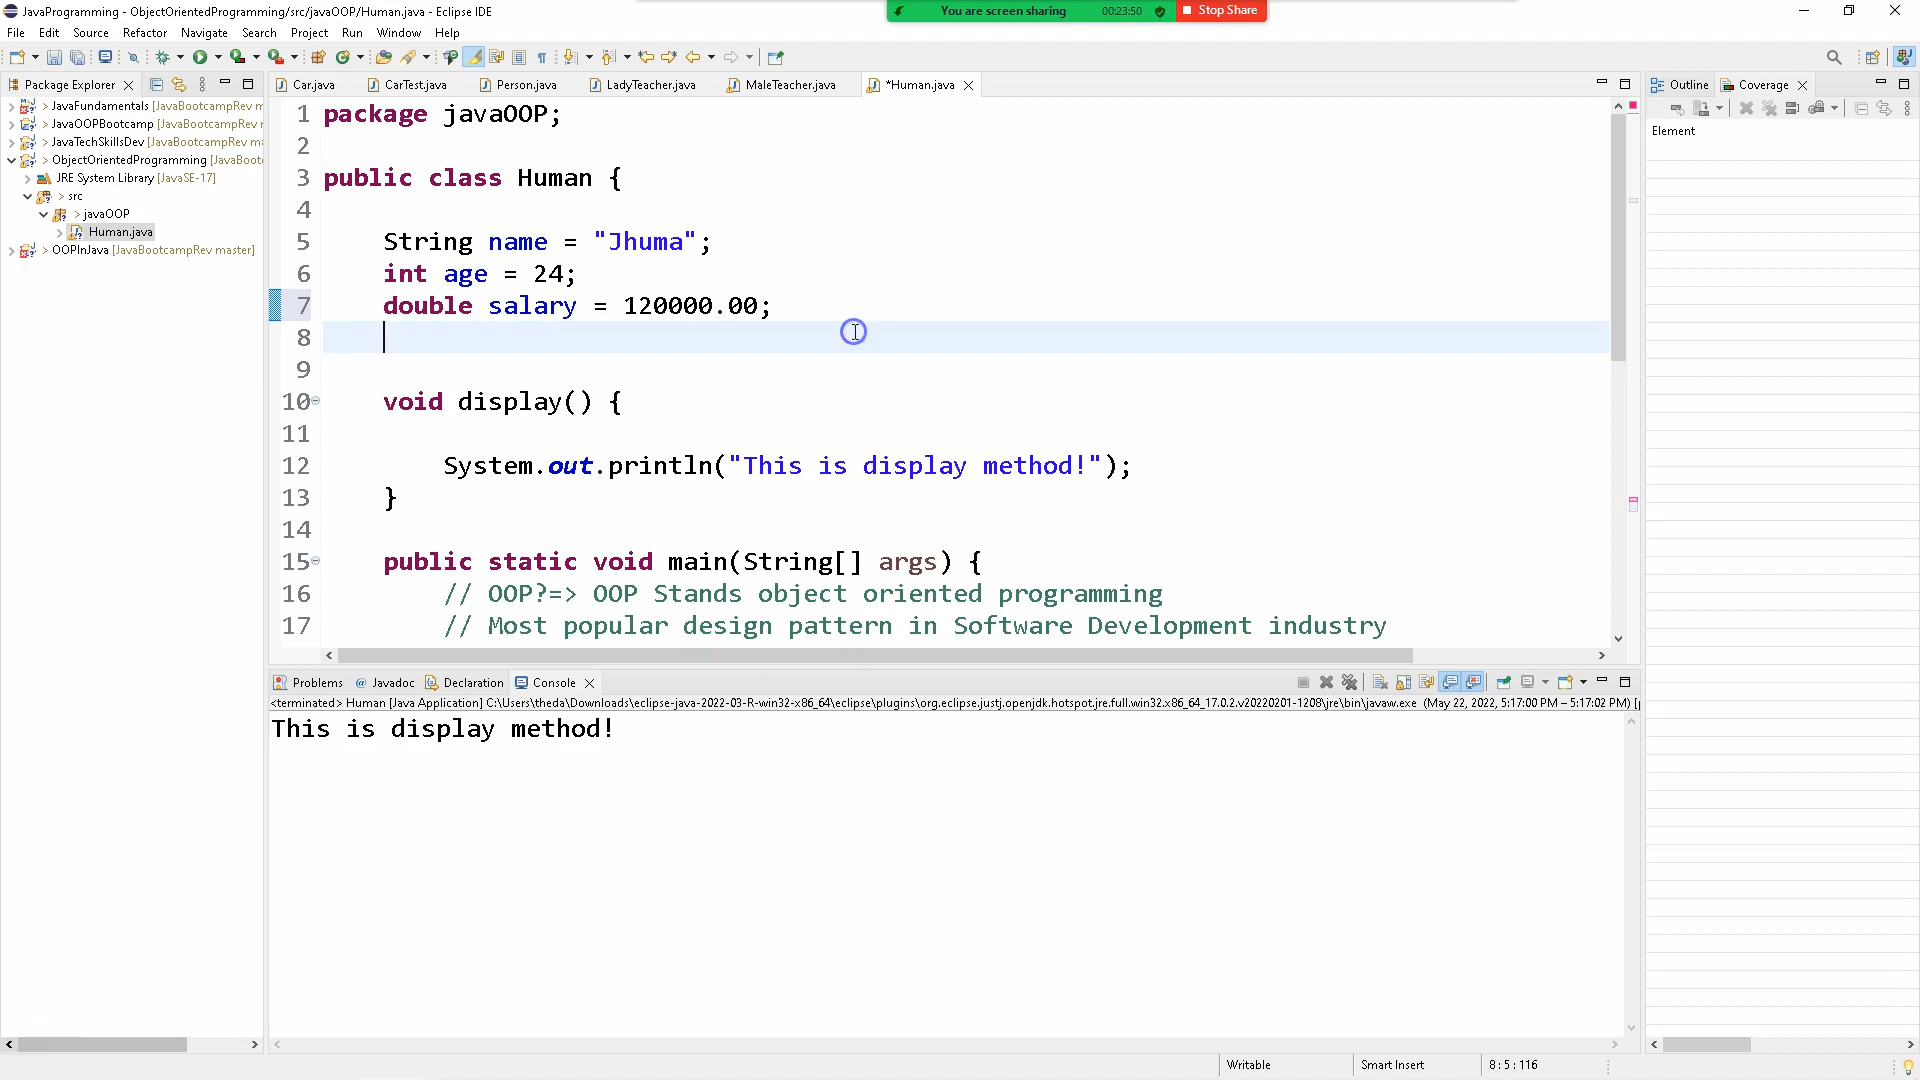 JavaProgramming - ObjectOrientedProgramming/src/javaOOP/Human.java - Eclipse IDE
You are screen sharing 00:23:50 Stop Share
File Edit Source Refactor Navigate Search Project Run Window Help
Package Explorer
Car.java CarTest.java Person.java LadyTeacher.java MaleTeacher.java *Human.java
Outline Coverage
Element
> JavaFundamentals [JavaBootcampRev m
> JavaOOPBootcamp [JavaBootcampRev
> JavaTechSkillsDev [JavaBootcampRev ma
> ObjectOrientedProgramming [JavaBoot
JRE System Library [JavaSE-17]
> src
> javaOOP
Human.java
> OOPInJava [JavaBootcampRev master]
1 package javaOOP;
2
3 public class Human {
4
5 String name = "Jhuma";
6 int age = 24;
7 double salary = 120000.00;
8
9
10 void display() {
11
12 System.out.println("This is display method!");
13 }
14
15 public static void main(String[] args) {
16 // OOP?=> OOP Stands object oriented programming
17 // Most popular design pattern in Software Development industry
Problems @ Javadoc Declaration Console
<terminated> Human [Java Application] C:\Users\theda\Downloads\eclipse-java-2022-03-R-win32-x86_64\eclipse\plugins\org.eclipse.justj.openjdk.hotspot.jre.full.win32.x86_64_17.0.2.v20220201-1208\jre\bin\javaw.exe (May 22, 2022, 5:17:00 PM – 5:17:02 PM) [
This is display method!
Writable Smart Insert 8 : 5 : 116